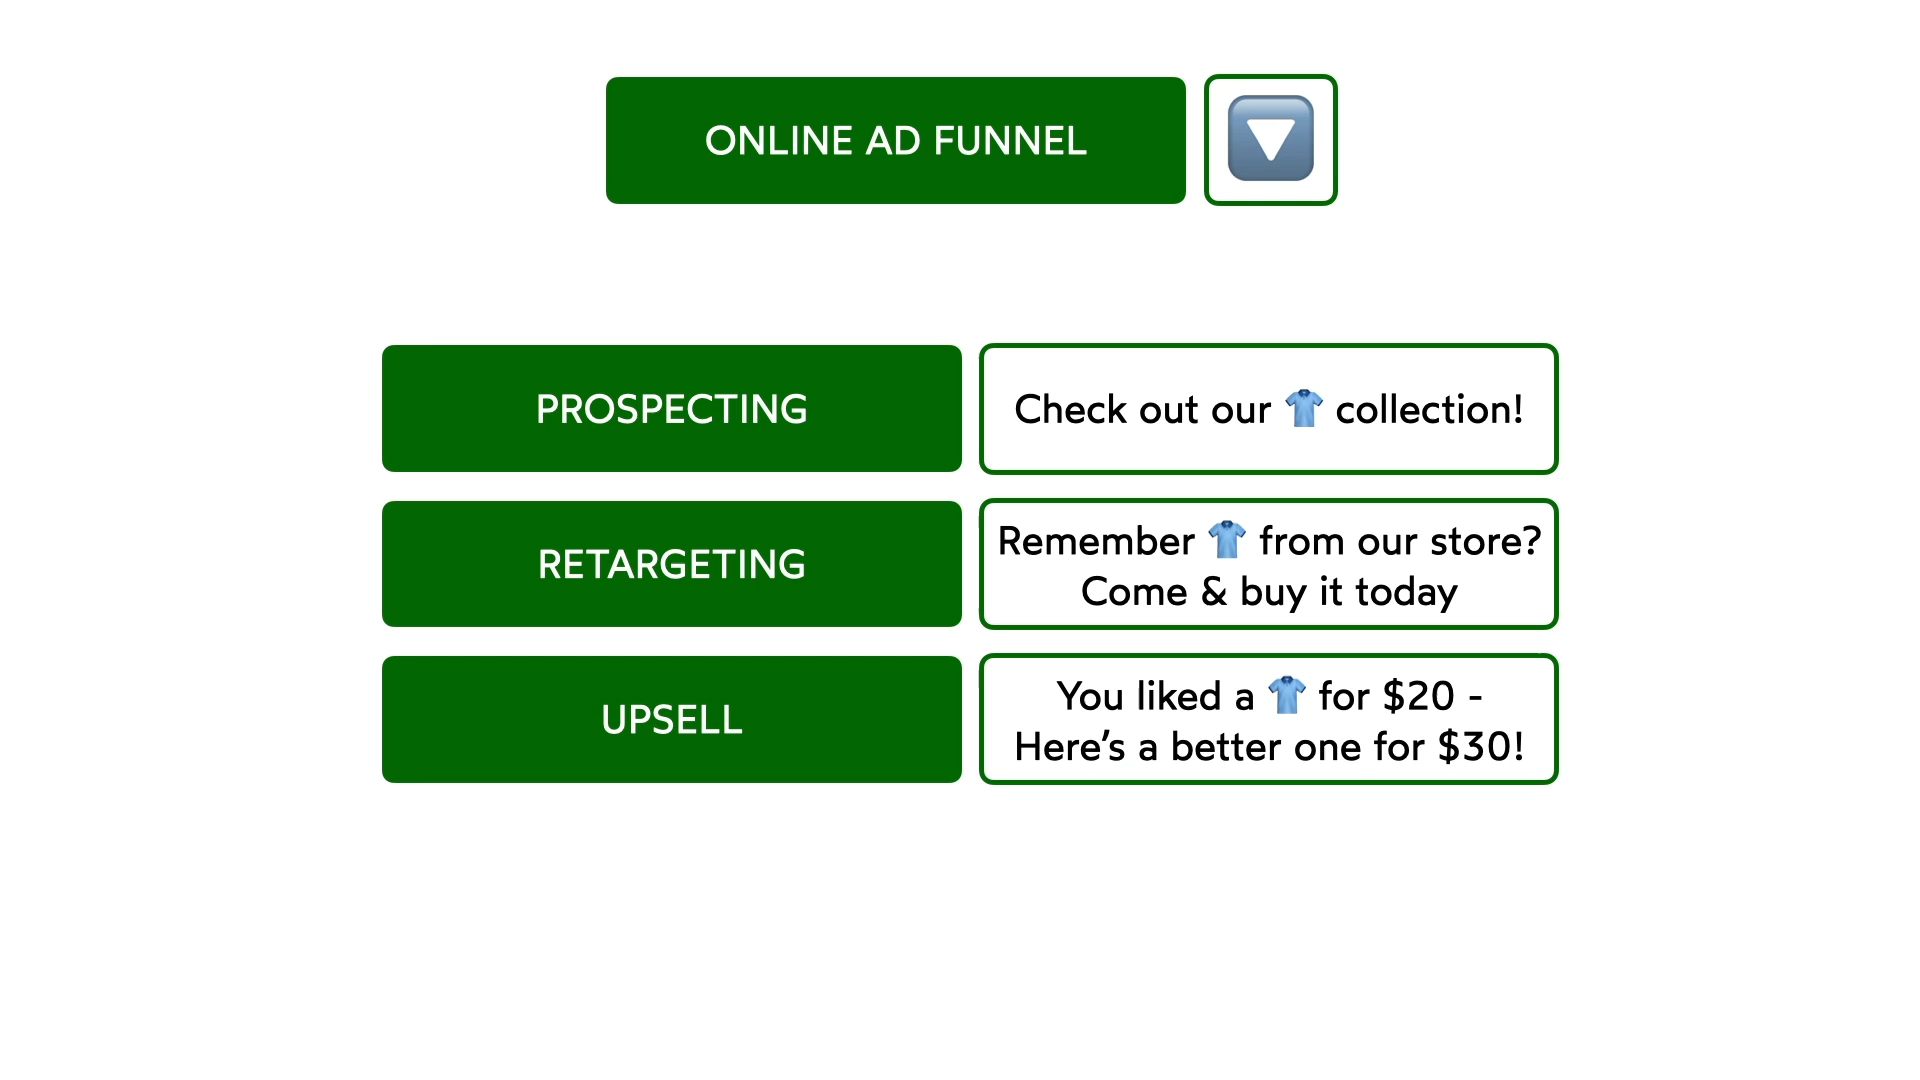 ONLINE AD FUNNEL 🔽
PROSPECTING
Check out our 👕 collection!
RETARGETING
Remember 👕 from our store?
Come & buy it today
UPSELL
You liked a 👕 for $20 -
Here’s a better one for $30!